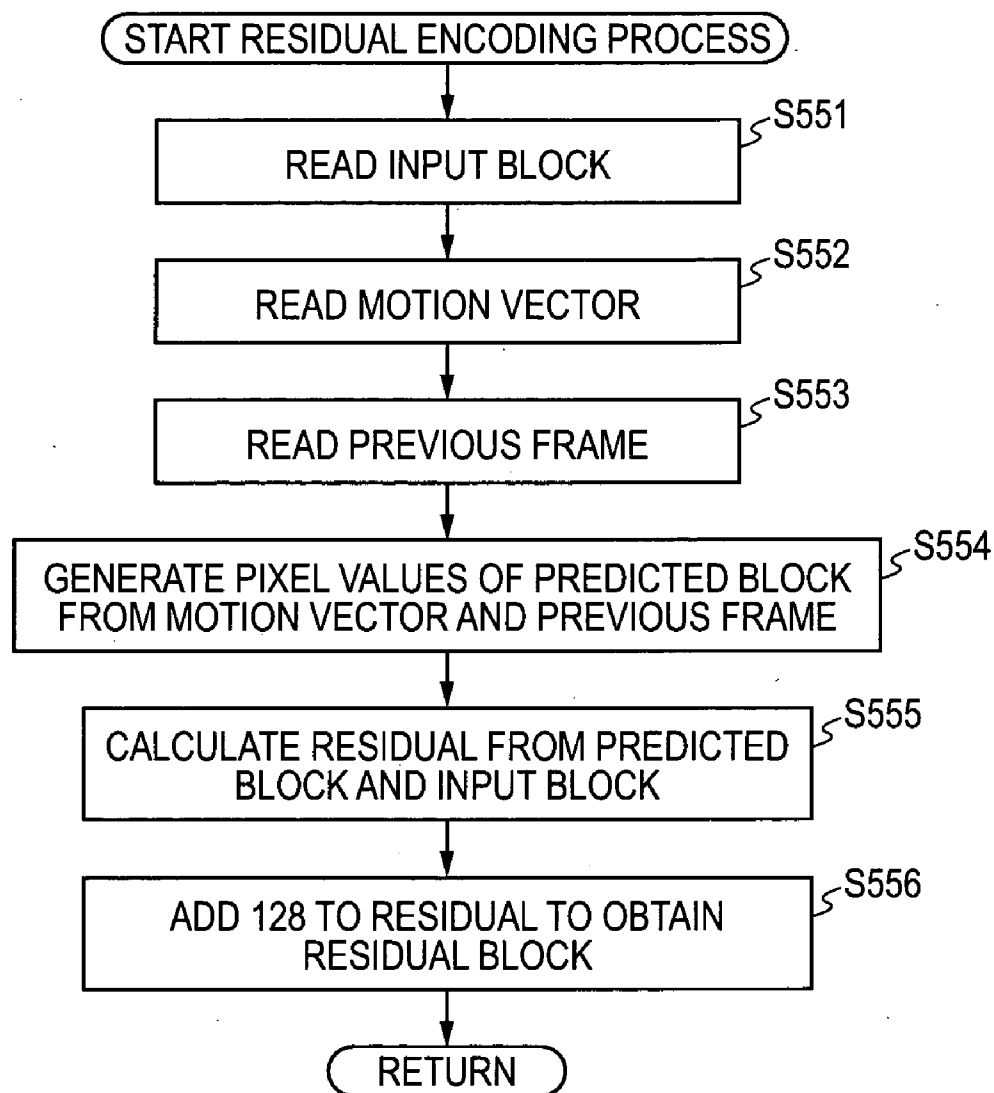 START RESIDUAL ENCODING PROCESS
S551
READ INPUT BLOCK
S552
READ MOTION VECTOR
S553
READ PREVIOUS FRAME
S554
GENERATE PIXEL VALUES OF PREDICTED BLOCK
FROM MOTION VECTOR AND PREVIOUS FRAME
S555
CALCULATE RESIDUAL FROM PREDICTED
BLOCK AND INPUT BLOCK
S556
ADD 128 TO RESIDUAL TO OBTAIN
RESIDUAL BLOCK
RETURN